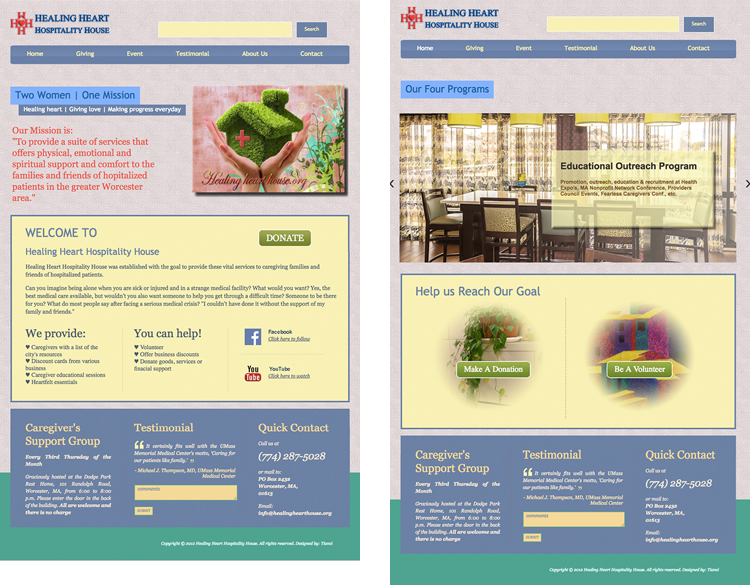 HEALING HEART
HOSPITALITY HOUSE
Search
Home Giving Event Testimonial About Us Contact
Two Women | One Mission
Healing heart | Giving love | Making progress everyday
Our Mission is:
"To provide a suite of services that
offers physical, emotional and
spiritual support and comfort to the
families and friends of hopitalized
patients in the greater Worcester
area."
Healing hearthouse.org
WELCOME TO
DONATE
Healing Heart Hospitality House
Healing Heart Hospitality House was established with the goal to provide these vital services to caregiving families and
friends of hospitalized patients.
Can you imagine being alone when you are sick or injured and in a strange medical facility? What would you want? Yes, the
best medical care available, but wouldn't you also want someone to help you get through a difficult time? Someone to be there
for you? What do most people say after facing a serious medical crisis? "I couldn't have done it without the support of my
family and friends."
We provide:
♥ Caregivers with a list of the
city's resources
♥ Discount cards from various
business
♥ Caregiver educational sessions
♥ Heartfelt essentials
You can help!
♥ Volunteer
♥ Offer business discounts
♥ Donate goods, services or
finacial support
Facebook
Click here to follow
You Tube
YouTube
Click here to watch
Caregiver's
Support Group
Every Third Thursday of the
Month
Graciously hosted at the Dodge Park
Rest Home, 101 Randolph Road,
Worcester, MA, from 6:00 to 8:00
p.m. Please enter the door in the back
of the building. All are welcome and
there is no charge
Testimonial
It certainly fits well with the UMass
Memorial Medical Center's motto, 'Caring for
our patients like family.'
- Michael J. Thompson, MD, UMass Memorial
Medical Center
COMMENTS
SUBMIT
Quick Contact
Call us at
(774) 287-5028
or mail to:
PO Box 2452
Worcester, MA,
01613
Email:
info@healinghearthouse.org
Copyright © 2012 Healing Heart Hospitality House. All rights reserved. Designed by: Tianxi
HEALING HEART
HOSPITALITY HOUSE
Search
Home Giving Event Testimonial About Us Contact
Our Four Programs
Educational Outreach Program
Promotion, outreach, education & recruitment at Health
Expo's, MA Nonprofit Network Conference, Providers
Council Events, Fearless Caregivers Conf., etc.
Help us Reach Our Goal
Make A Donation
Be A Volunteer
Caregiver's
Support Group
Every Third Thursday of the
Month
Graciously hosted at the Dodge Park
Rest Home, 101 Randolph Road,
Worcester, MA, from 6:00 to 8:00
p.m. Please enter the door in the back
of the building. All are welcome and
there is no charge
Testimonial
It certainly fits well with the UMass
Memorial Medical Center's motto, 'Caring for
our patients like family.'
- Michael J. Thompson, MD, UMass Memorial
Medical Center
COMMENTS
SUBMIT
Quick Contact
Call us at
(774) 287-5028
or mail to:
PO Box 2452
Worcester, MA,
01613
Email:
info@healinghearthouse.org
Copyright © 2012 Healing Heart Hospitality House. All rights reserved. Designed by: Tianxi